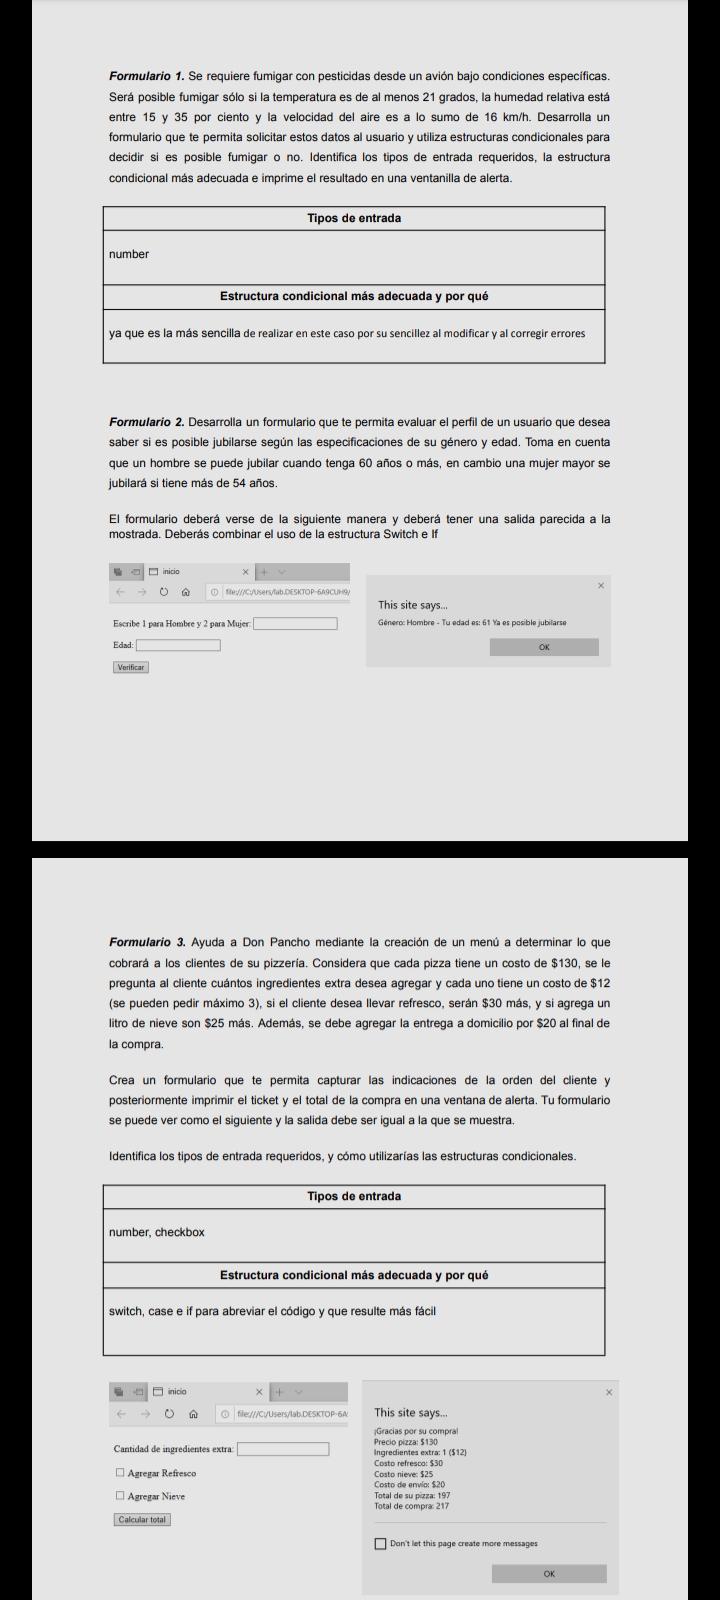 Formulario 1. Se requiere fumigar con pesticidas desde un avión bajo condiciones específicas.
Será posible fumigar sólo si la temperatura es de al menos 21 grados, la humedad relativa está
entre 15 y 35 por ciento y la velocidad del aire es a lo sumo de 16 km/h. Desarrolla un
formulario que te permita solicitar estos datos al usuario y utiliza estructuras condicionales para
decidir si es posible fumigar o no. Identifica los tipos de entrada requeridos, la estructura
condicional más adecuada e imprime el resultado en una ventanilla de alerta.
Tipos de entrada
number
Estructura condicional más adecuada y por qué
ya que es la más sencilla de realizar en este caso por su sencillez al modificar y al corregir errores
Formulario 2. Desarrolla un formulario que te permita evaluar el perfil de un usuario que desea
saber si es posible jubilarse según las especificaciones de su género y edad. Toma en cuenta
que un hombre se puede jubilar cuando tenga 60 años o más, en cambio una mujer mayor se
jubilará si tiene más de 54 años.
El formulario deberá verse de la siguiente manera y deberá tener una salida parecida a la
mostrada. Deberás combinar el uso de la estructura Switch e If
inicio
file:///C:/Users/lab.DESKTOP-6A9CUH9/
Escribe 1 para Hombre y 2 para Mujer:
Edad:
Verificar
This site says...
Género: Hombre - Tu edad es: 61 Ya es posible jubilarse
OK
Formulario 3. Ayuda a Don Pancho mediante la creación de un menú a determinar lo que
cobrará a los clientes de su pizzería. Considera que cada pizza tiene un costo de $130, se le
pregunta al cliente cuántos ingredientes extra desea agregar y cada uno tiene un costo de $12
(se pueden pedir máximo 3), si el cliente desea llevar refresco, serán $30 más, y si agrega un
litro de nieve son $25 más. Además, se debe agregar la entrega a domicilio por $20 al final de
la compra.
Crea un formulario que te permita capturar las indicaciones de la orden del cliente y
posteriormente imprimir el ticket y el total de la compra en una ventana de alerta. Tu formulario
se puede ver como el siguiente y la salida debe ser igual a la que se muestra.
Identifica los tipos de entrada requeridos, y cómo utilizarías las estructuras condicionales.
Tipos de entrada
number, checkbox
Estructura condicional más adecuada y por qué
switch, case e if para abreviar el código y que resulte más fácil
inicio
file:///C:/Users/lab.DESKTOP-6A
Cantidad de ingredientes extra:
Agregar Refresco
Agregar Nieve
Calcular total
This site says...
¡Gracias por su compra!
Precio pizza: $130
Ingredientes extra: 1 ($12)
Costo refresco: $30
Costo nieve: $25
Costo de envío: $20
Total de su pizza: 197
Total de compra: 217
Don't let this page create more messages
OK